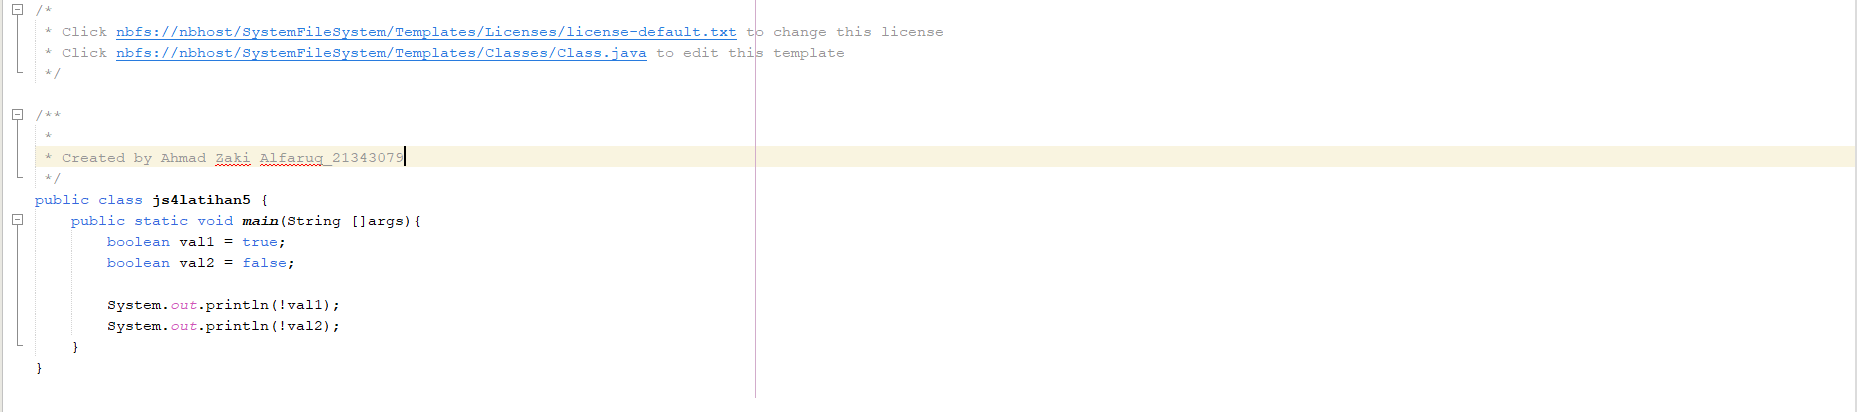 /*
 * Click nbfs://nbhost/SystemFileSystem/Templates/Licenses/license-default.txt to change this license
 * Click nbfs://nbhost/SystemFileSystem/Templates/Classes/Class.java to edit this template
 */
/**
 *
 * Created by Ahmad Zaki Alfaruq_21343079
 */
public class js4latihan5 {
    public static void main(String []args){
        boolean val1 = true;
        boolean val2 = false;
        System.out.println(!val1);
        System.out.println(!val2);
    }
}